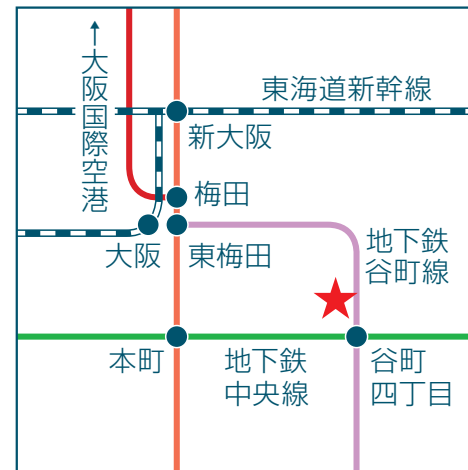 ↑大阪国際空港
東海道新幹線
新大阪
梅田
大阪
東梅田
地下鉄
谷町線
本町
地下鉄
中央線
谷町
四丁目